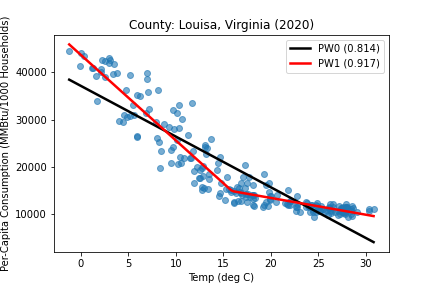 County: Louisa, Virginia (2020)
Per-Capita Consumption (MMBtu/1000 Households)
40000
30000
20000
10000
PW0 (0.814)
PW1 (0.917)
0 5 10 15 20 25 30
Temp (deg C)